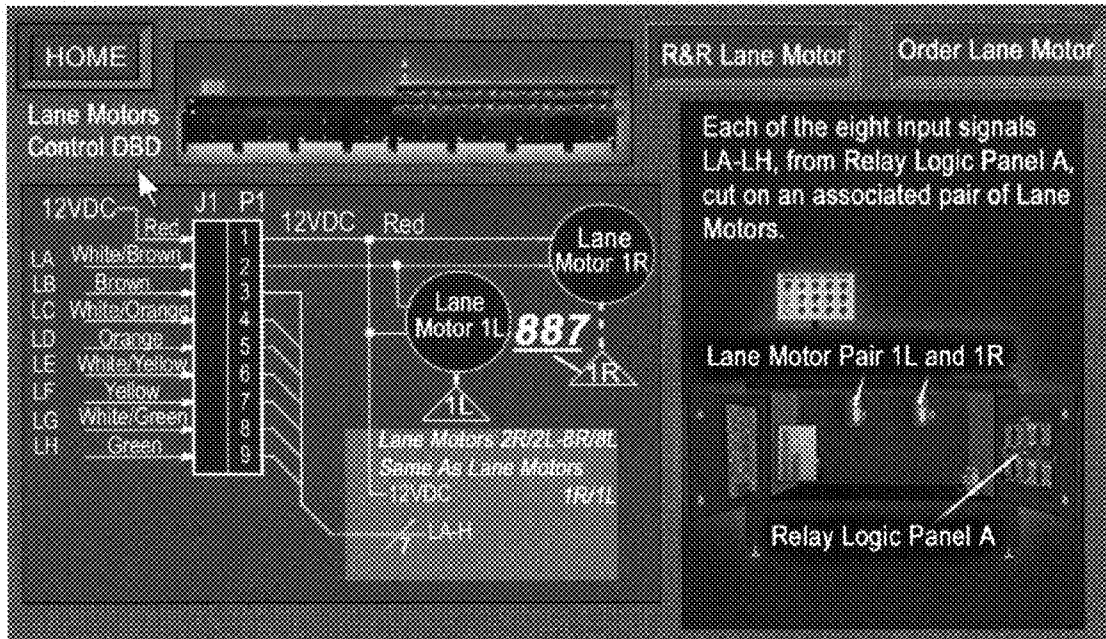 HOME
R&R Lane Motor
Order Lane Motor
Lane Motors
Control DBD
Each of the eight input signals
LA-LH, from Relay Logic Panel A,
cut on an associated pair of Lane
Motors.
12VDC
Red
J1 P1
12VDC Red
LA White/Brown
LB Brown
LC White/Orange
LD Orange
LE White/Yellow
LF Yellow
LG White/Green
LH Green
1
2
3
4
5
6
7
8
9
Lane
Motor 1R
Lane
Motor 1L
887
1R
1L
Lane Motors 2R/2L-8R/8L
Same As Lane Motors
12VDC 1R/1L
LA-H
Lane Motor Pair 1L and 1R
Relay Logic Panel A